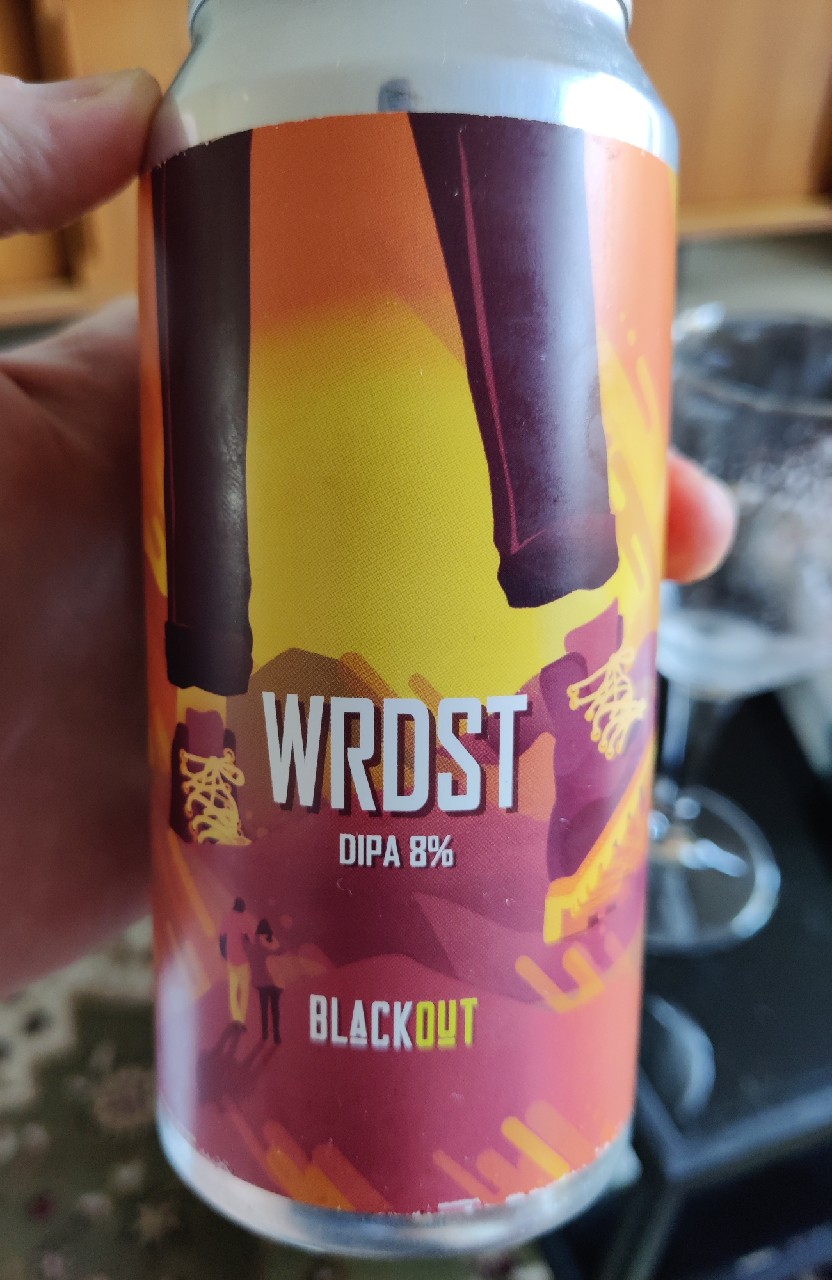 WRDST
DIPA 8%
BLACKOUT